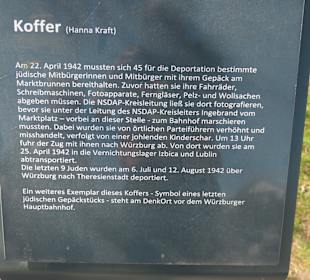 Koffer (Hanna Kraft)
Am 22. April 1942 mussten sich 45 für die Deportation bestimmte
jüdische Mitbürgerinnen und Mitbürger mit ihrem Gepäck am
Marktbrunnen bereithalten. Zuvor hatten sie ihre Fahrräder,
Schreibmaschinen, Fotoapparate, Ferngläser, Pelz- und Wollsachen
abgeben müssen. Die NSDAP-Kreisleitung ließ sie dort fotografieren,
bevor sie unter der Leitung des NSDAP-Kreisleiters Ingebrand vom
Marktplatz – vorbei an dieser Stelle - zum Bahnhof marschieren
mussten. Dabei wurden sie von örtlichen Parteiführern verhöhnt und
misshandelt, verfolgt von einer johlenden Kinderschar. Um 13 Uhr
fuhr der Zug mit ihnen nach Würzburg ab. Von dort wurden sie am
25. April 1942 in die Vernichtungslager Izbica und Lublin
abtransportiert.
Die letzten 9 Juden wurden am 6. Juli und 12. August 1942 über
Würzburg nach Theresienstadt deportiert.
Ein weiteres Exemplar dieses Koffers - Symbol eines letzten
jüdischen Gepäckstücks - steht am DenkOrt vor dem Würzburger
Hauptbahnhof.